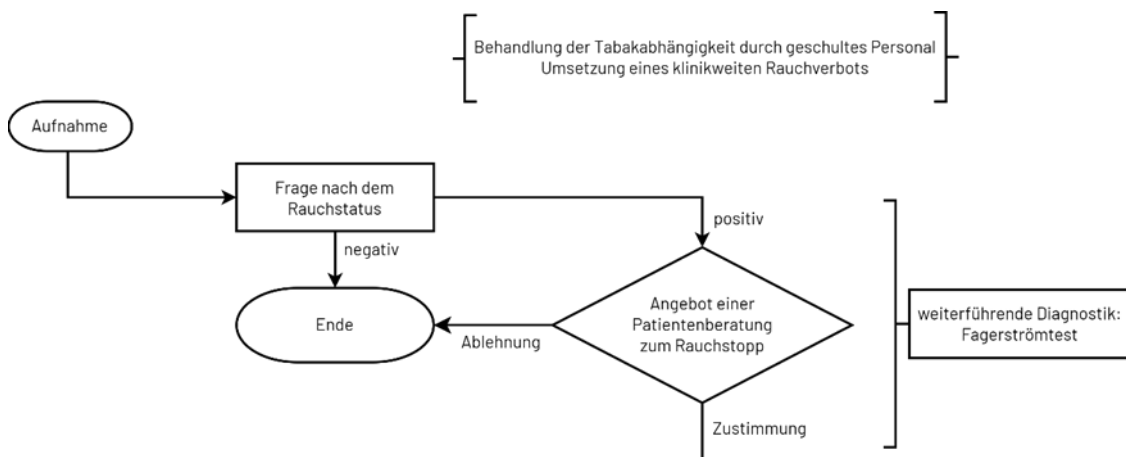 Behandlung der Tabakabhängigkeit durch geschultes Personal
Umsetzung eines klinikweiten Rauchverbots
Aufnahme
Frage nach dem
Rauchstatus
positiv
negativ
Ende
Ablehnung
Angebot einer
Patientenberatung
zum Rauchstopp
weiterführende Diagnostik:
Fagerströmtest
Zustimmung